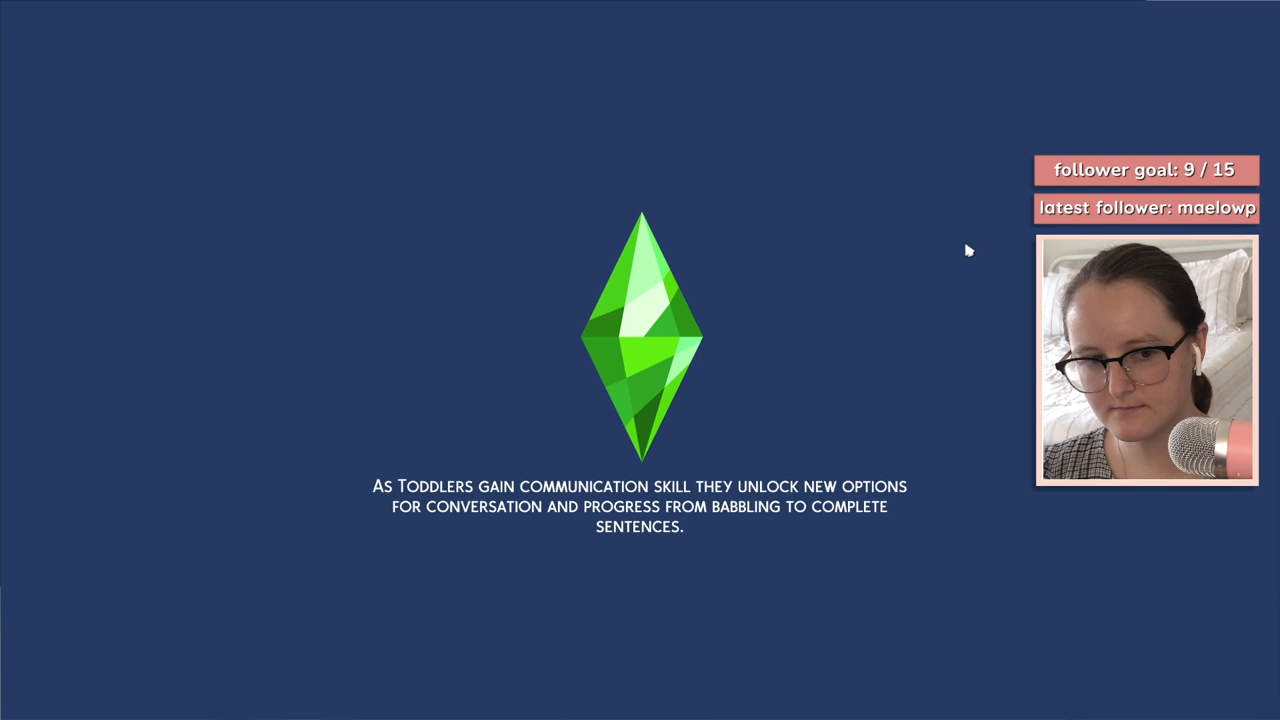 follower goal: 9 / 15
latest follower: maelowp
As Toddlers gain communication skill they unlock new options
for conversation and progress from babbling to complete
sentences.